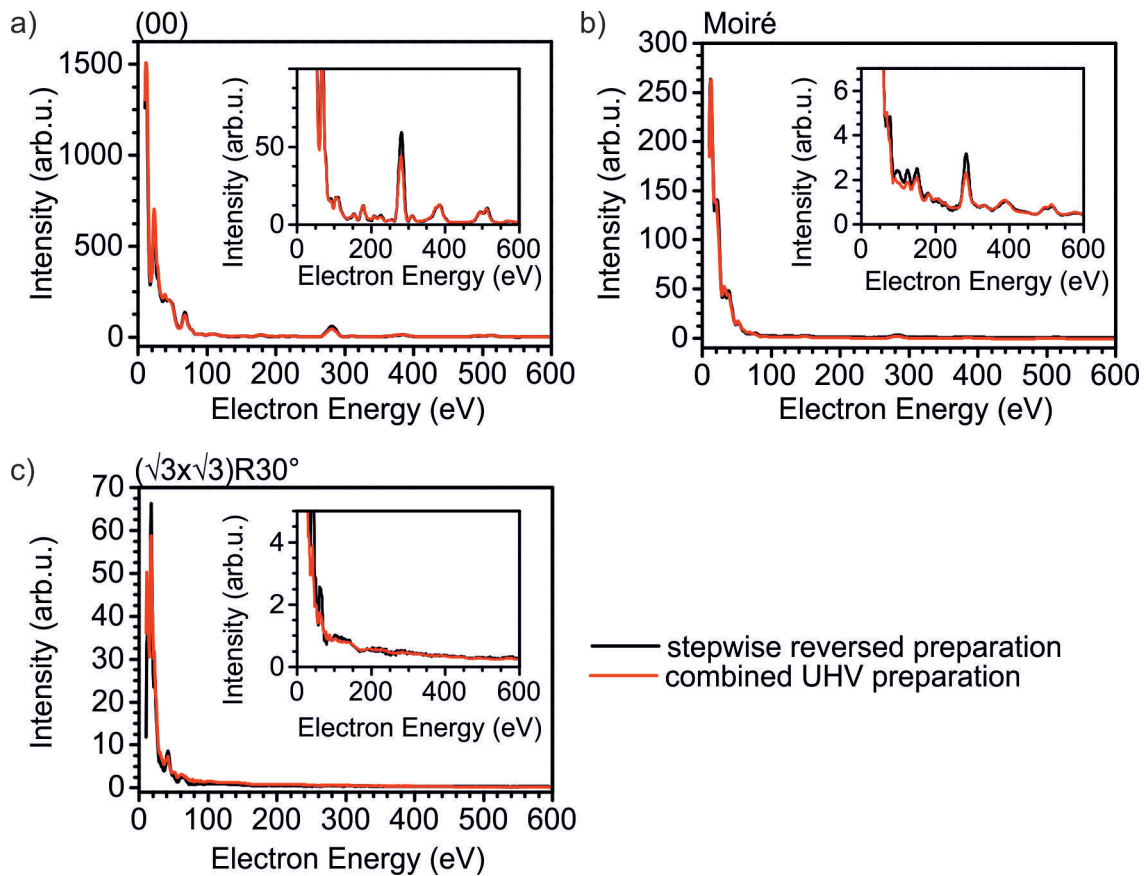 a)
(00)
1500
1000
500
0
Intensity (arb.u.)
0 100 200 300 400 500 600
Electron Energy (eV)
50
0
Intensity (arb.u.)
200 400 600
Electron Energy (eV)
b)
Moiré
300
250
200
150
100
50
0
Intensity (arb.u.)
0 100 200 300 400 500 600
Electron Energy (eV)
6
4
2
0
Intensity (arb.u.)
0 200 400 600
Electron Energy (eV)
c)
(√3x√3)R30°
70
60
50
40
30
20
10
0
Intensity (arb.u.)
0 100 200 300 400 500 600
Electron Energy (eV)
4
2
0
Intensity (arb.u.)
0 200 400 600
Electron Energy (eV)
stepwise reversed preparation
combined UHV preparation